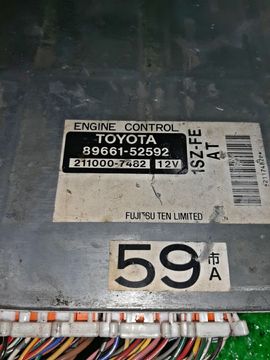 ENGINE CONTROL
TOYOTA
89661-52592
211000-7482 12V
1SZ-FE
AT
FUJITSU TEN LIMITED
59 市 A